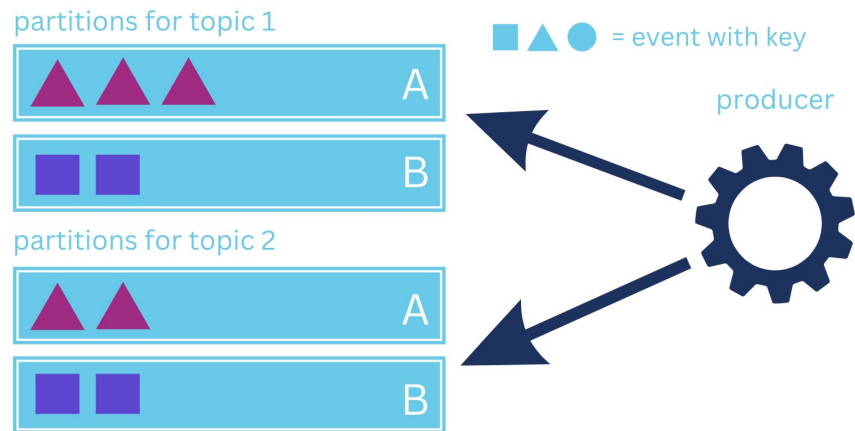 partitions for topic 1
A
B
partitions for topic 2
A
B
= event with key
producer